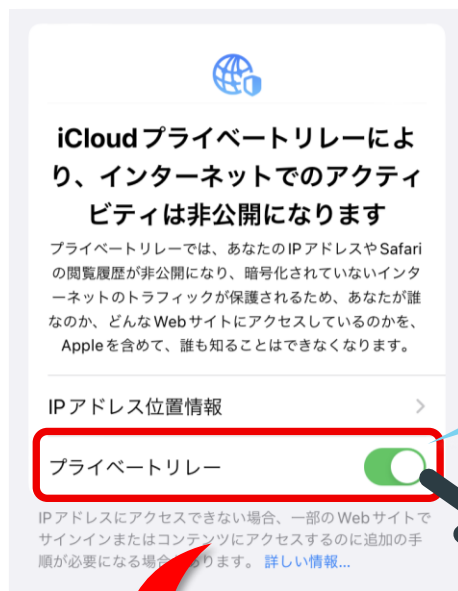 iCloudプライベートリレーによ
り、インターネットでのアクティ
ビティは非公開になります
プライベートリレーでは、あなたのIPアドレスやSafari
の閲覧履歴が非公開になり、暗号化されていないインタ
ーネットのトラフィックが保護されるため、あなたが誰
なのか、どんなWebサイトにアクセスしているのかを、
Appleを含めて、誰も知ることはできなくなります。
IPアドレス位置情報
プライベートリレー
IPアドレスにアクセスできない場合、一部のWebサイトで
サインインまたはコンテンツにアクセスするのに追加の手
順が必要になる場合があります。詳しい情報...